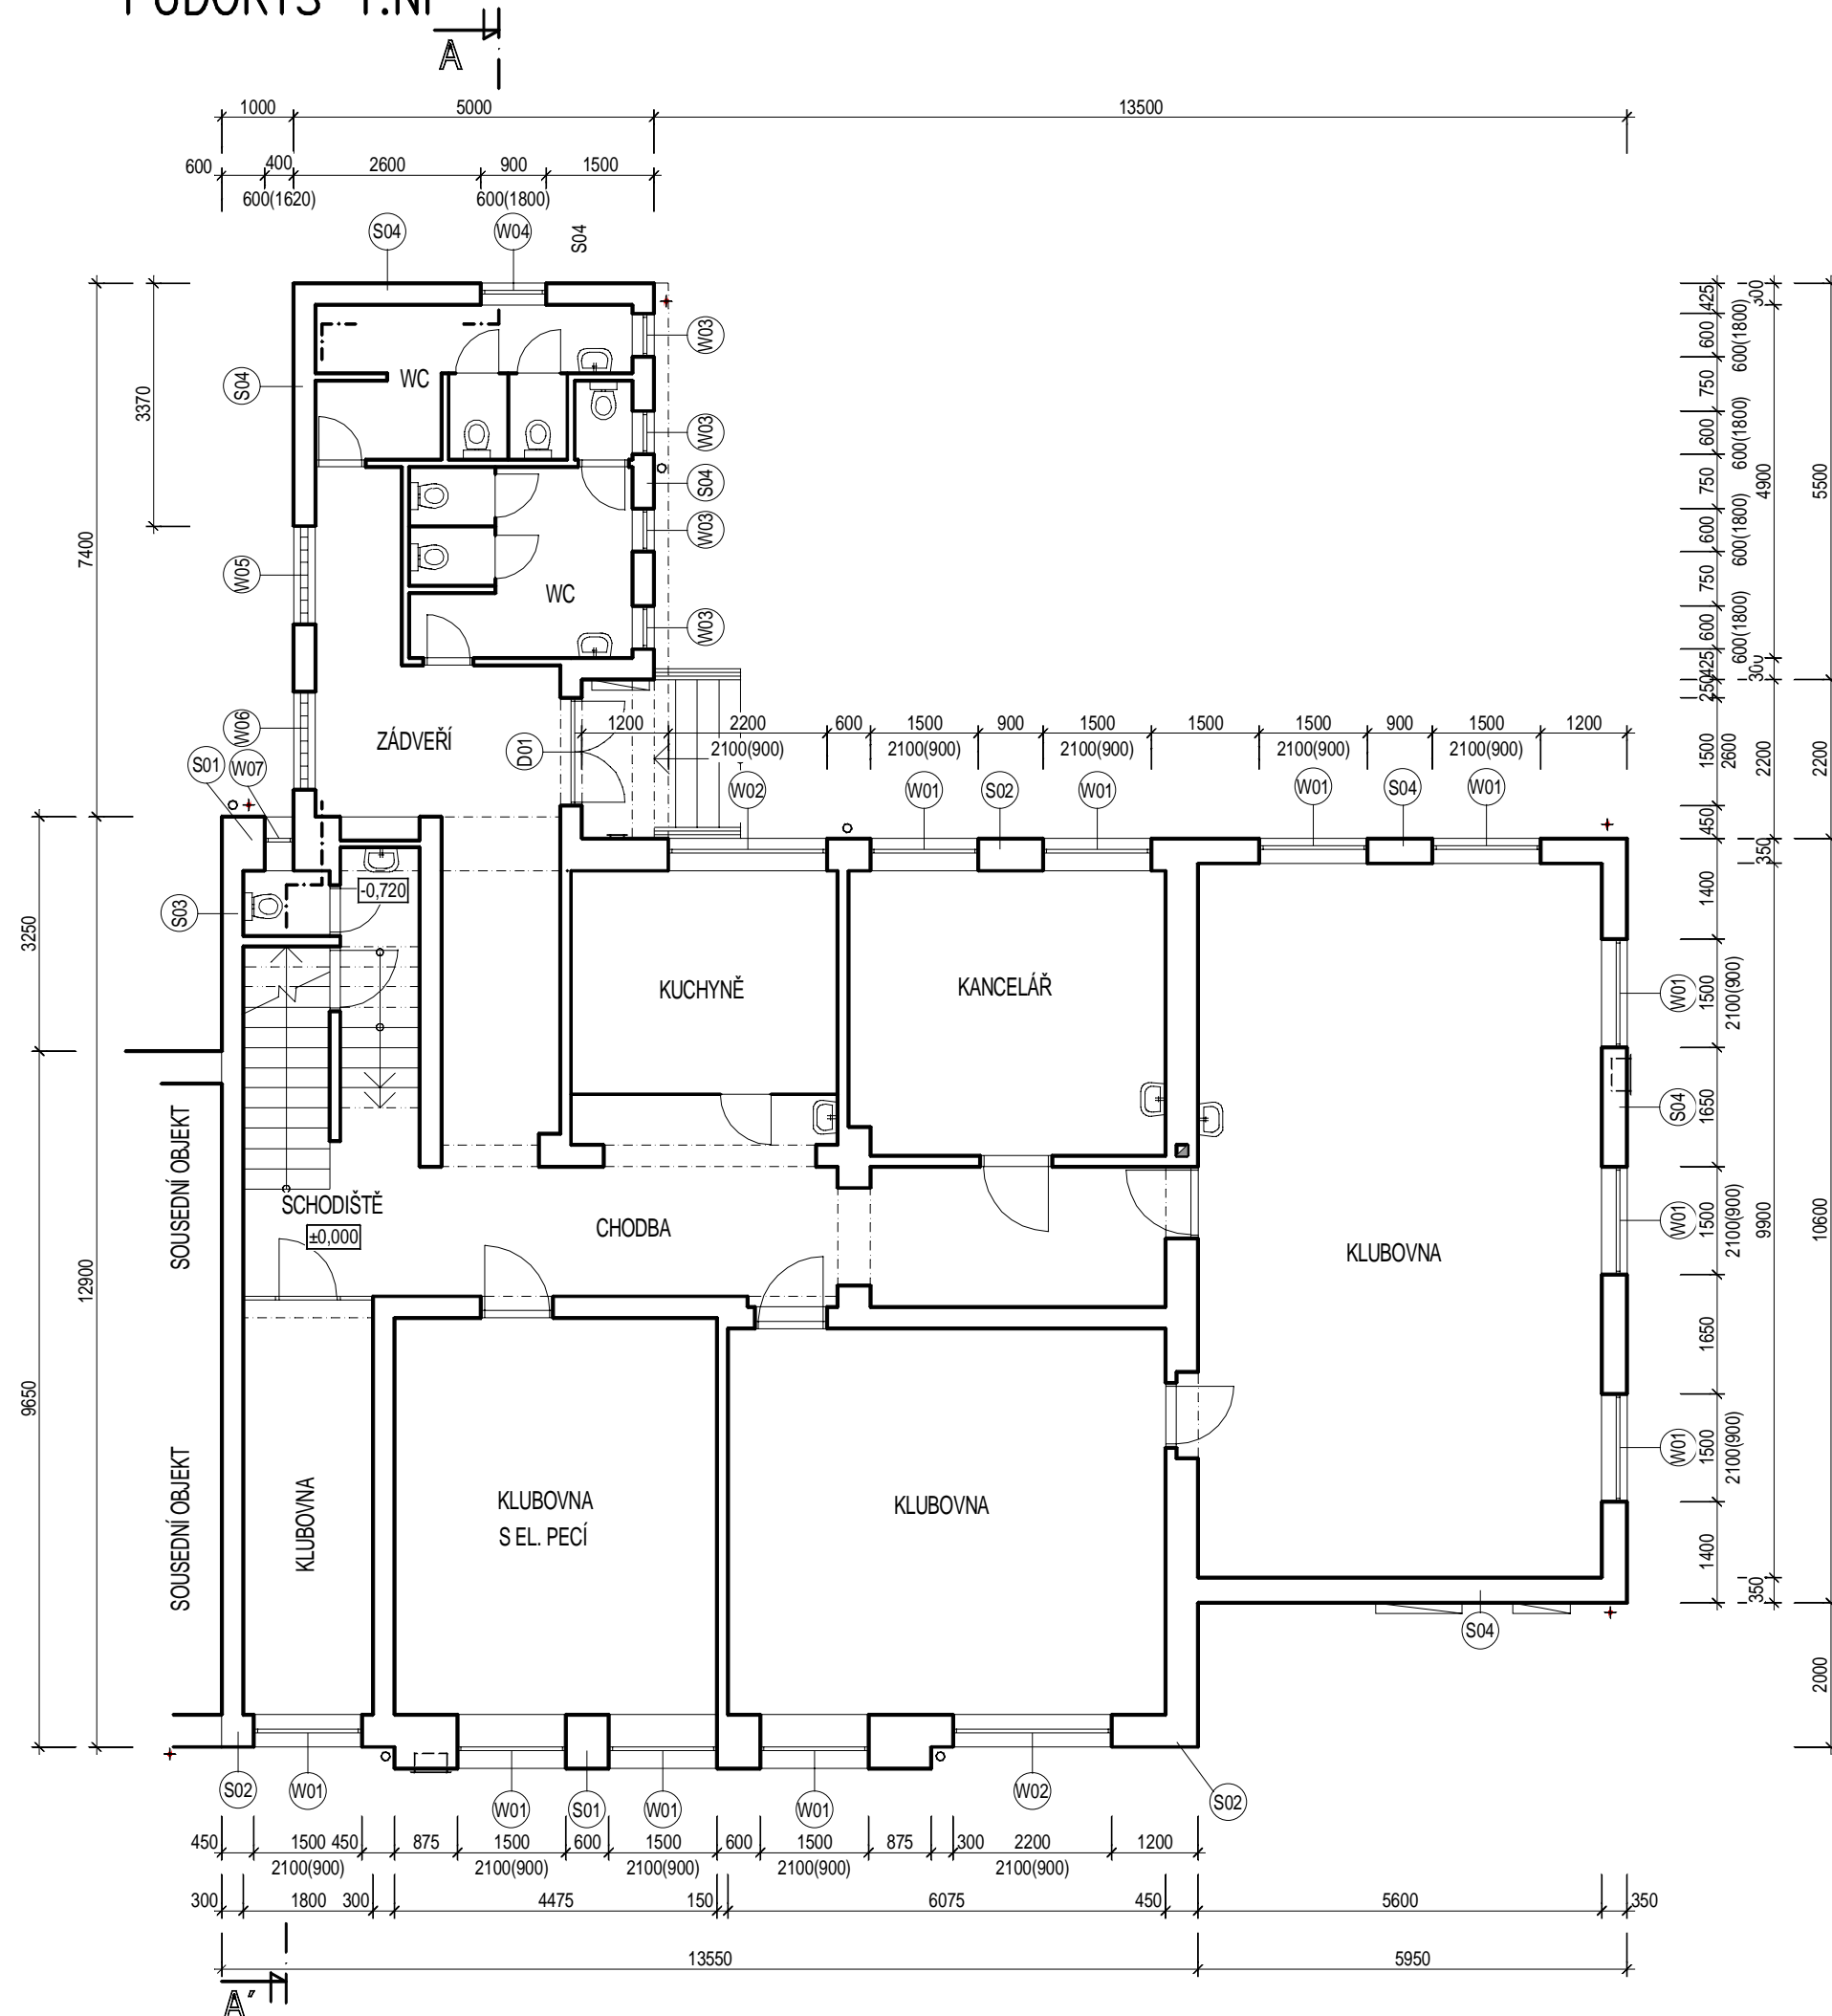 PŮDORYS 1.NP
A
1000 5000 13500
600 400 2600 900 1500
600(1620) 600(1800)
S04 W04 S04
W03
S04 WC
3370
W03
S04
W03
7400
W05
WC
W03
425 600 750 600 750 600 750 600 425 250 1500 450
600(1800) 600(1800) 600(1800) 600(1800)
2600
300 4900 300 2200 350
5500 2200
ZÁDVEŘÍ
W06
D01
S01 W07
1200 2200 600 1500 900 1500 1500 1500 900 1500 1200
2100(900) 2100(900) 2100(900) 2100(900) 2100(900)
W02 W01 S02 W01 W01 S04 W01
-0,720
S03
3250
KUCHYNĚ
KANCELÁŘ
W01
S04
W01
W01
1400 1500 1650 1500 1650 1500 1400
2100(900) 2100(900) 2100(900)
9900 350
10600 2000
SOUSEDNÍ OBJEKT
SCHODIŠTĚ
±0,000
CHODBA
KLUBOVNA
12900
9650
SOUSEDNÍ OBJEKT
KLUBOVNA
KLUBOVNA
S EL. PECÍ
KLUBOVNA
S04
S02 W01 W01 S01 W01 W01 W02 S02
450 1500 450 875 1500 600 1500 600 1500 875 300 2200 1200
2100(900) 2100(900) 2100(900) 2100(900) 2100(900)
300 1800 300 4475 150 6075 450 5600 350
13550 5950
A´